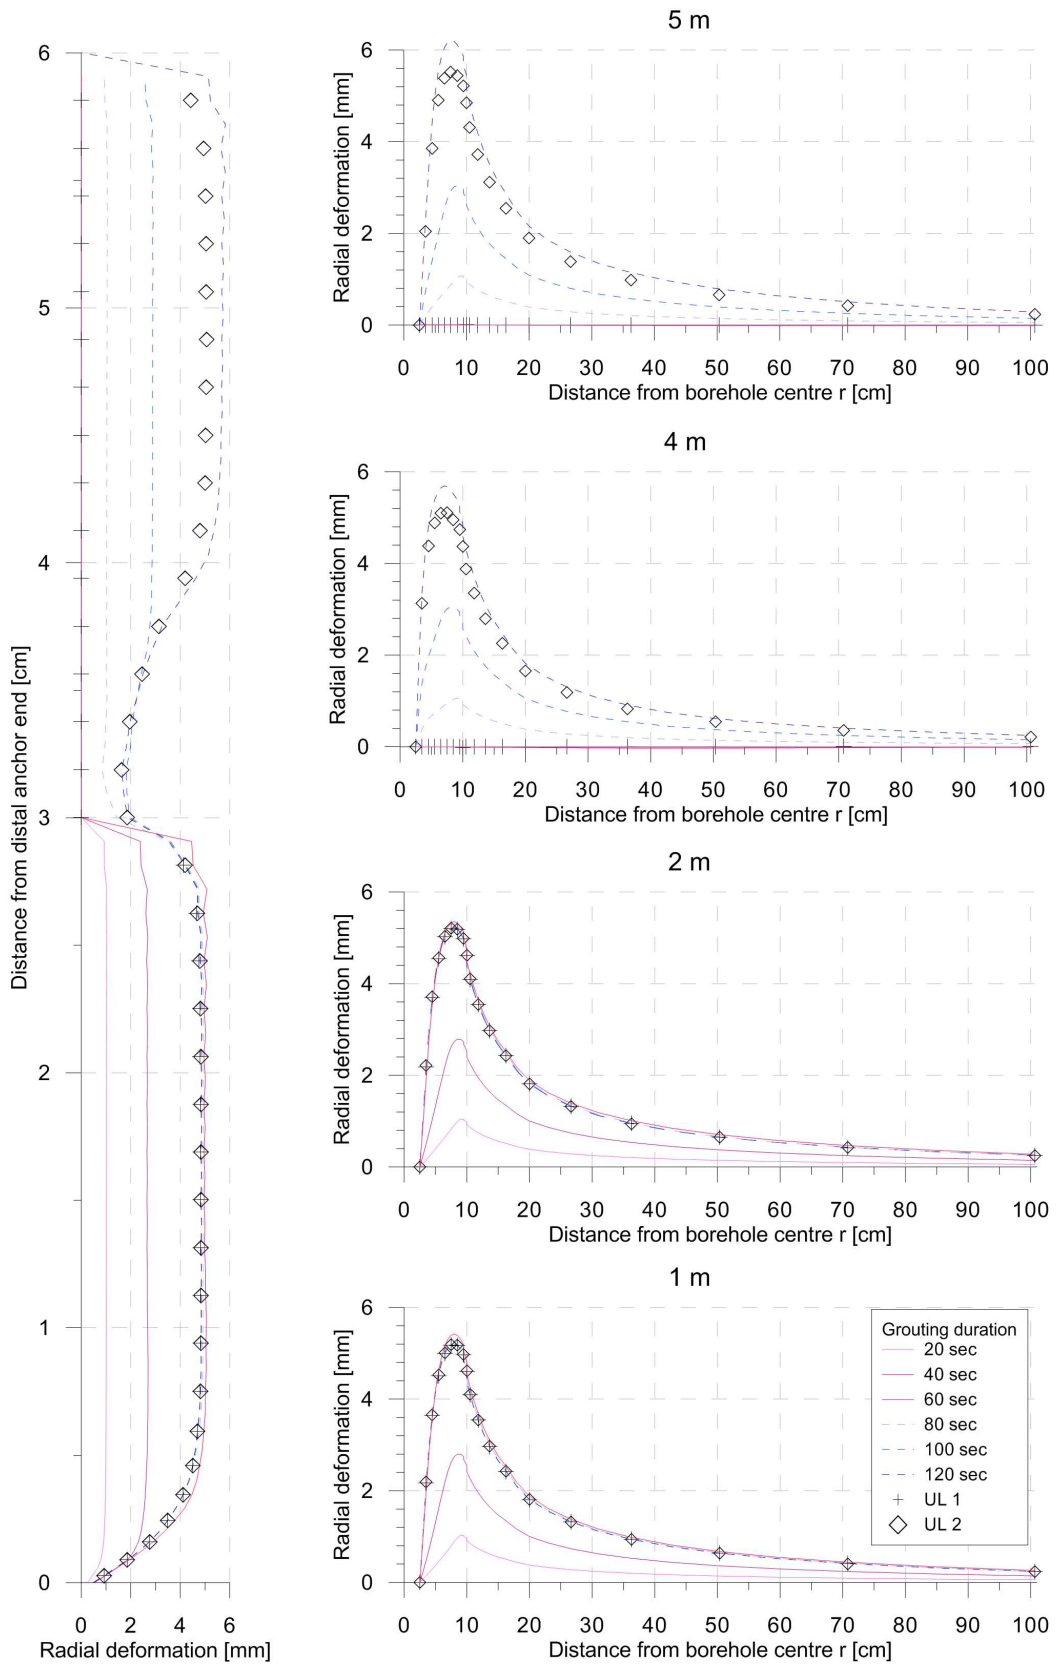 6
5
4
3
2
1
0
Distance from distal anchor end [cm]
0 2 4 6
Radial deformation [mm]
5 m
6
4
2
0
Radial deformation [mm]
0 10 20 30 40 50 60 70 80 90 100
Distance from borehole centre r [cm]
4 m
6
4
2
0
Radial deformation [mm]
0 10 20 30 40 50 60 70 80 90 100
Distance from borehole centre r [cm]
2 m
6
4
2
0
Radial deformation [mm]
0 10 20 30 40 50 60 70 80 90 100
Distance from borehole centre r [cm]
1 m
6
4
2
0
Radial deformation [mm]
0 10 20 30 40 50 60 70 80 90 100
Distance from borehole centre r [cm]
Grouting duration
20 sec
40 sec
60 sec
80 sec
100 sec
120 sec
UL 1
UL 2